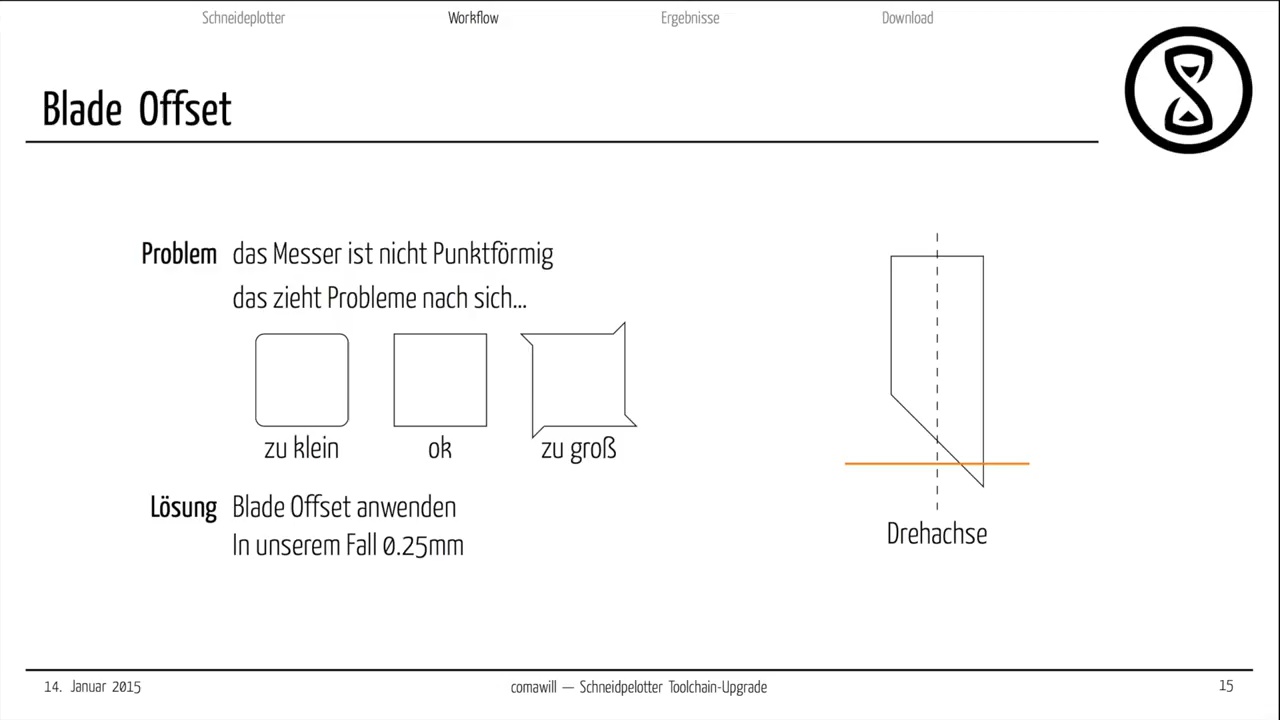 Schneideplotter Workflow Ergebnisse Download
Blade Offset
Problem das Messer ist nicht Punktförmig
das zieht Probleme nach sich...
zu klein ok zu groß
Lösung Blade Offset anwenden
In unserem Fall 0.25mm
Drehachse
14. Januar 2015 comawill — Schneidpelotter Toolchain-Upgrade 15